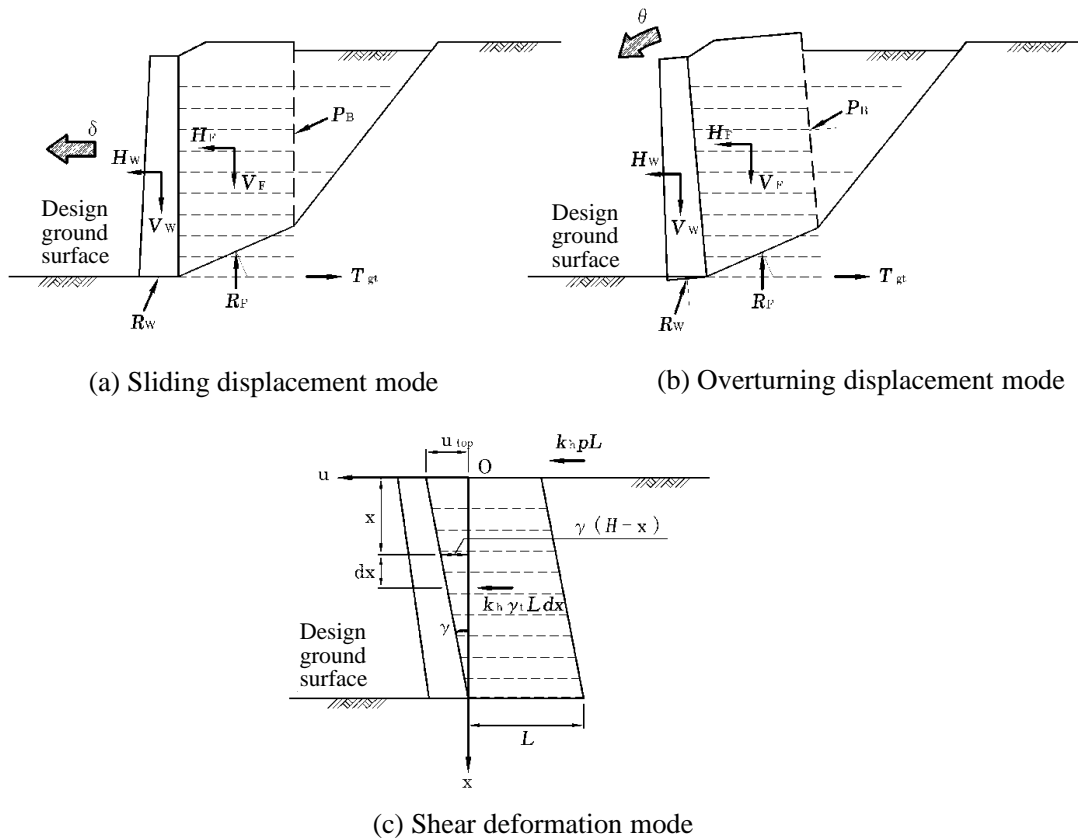 δ
H_W
V_W
H_F
V_F
P_B
Design
ground
surface
T_gt
R_F
R_W
(a) Sliding displacement mode
θ
H_W
V_W
H_F
V_F
P_B
Design
ground
surface
T_gt
R_F
R_W
(b) Overturning displacement mode
u_top
k_h p L
O
u
x
γ (H-x)
dx
k_h γ_t L dx
γ
Design
ground
surface
L
x
(c) Shear deformation mode